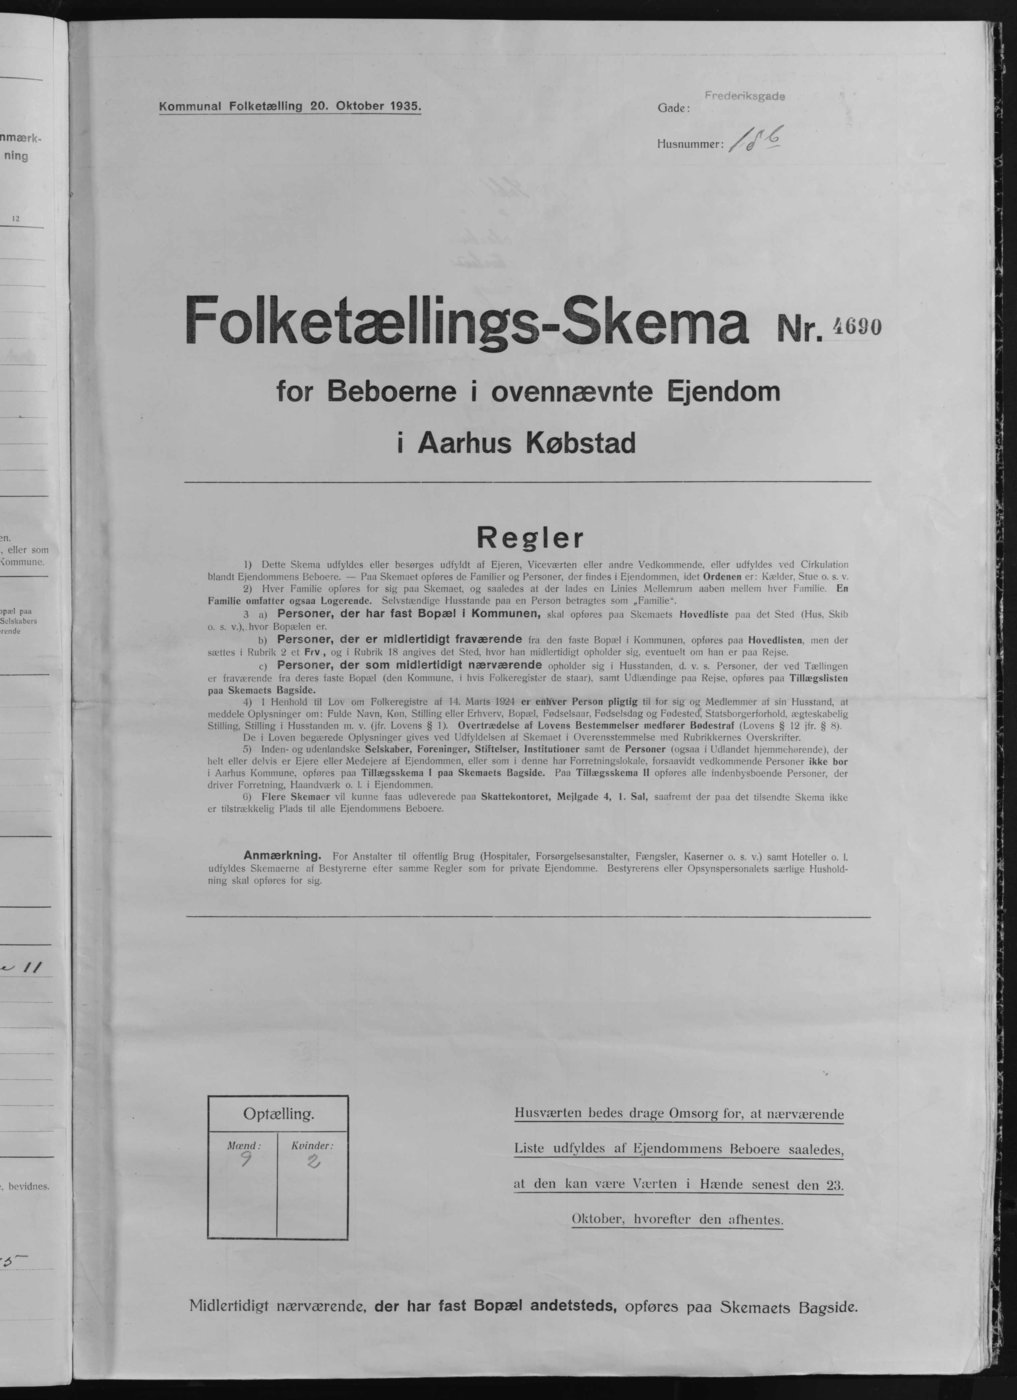 nmærk-
ning
12
en.
, eller som
Kommune.
opæl paa
Selskabers
ørende
e 11
, bevidnes.
Kommunal Folketælling 20. Oktober 1935.
Frederiksgade
Gade:
Husnummer: 18 b
Folketællings-Skema Nr. 4690
for Beboerne i ovennævnte Ejendom
i Aarhus Købstad
Regler
1) Dette Skema udfyldes eller besørges udfyldt af Ejeren, Viceværten eller andre Vedkommende, eller udfyldes ved Cirkulation
blandt Ejendommens Beboere. — Paa Skemaet opføres de Familier og Personer, der findes i Ejendommen, idet Ordenen er: Kælder, Stue o. s. v.
2) Hver Familie opføres for sig paa Skemaet, og saaledes at der lades en Linies Mellemrum aaben mellem hver Familie. En
Familie omfatter ogsaa Logerende. Selvstændige Husstande paa en Person betragtes som „Familie“.
3 a) Personer, der har fast Bopæl i Kommunen, skal opføres paa Skemaets Hovedliste paa det Sted (Hus, Skib
o. s. v.), hvor Bopælen er.
b) Personer, der er midlertidigt fraværende fra den faste Bopæl i Kommunen, opføres paa Hovedlisten, men der
sættes i Rubrik 2 et Frv., og i Rubrik 18 angives det Sted, hvor han midlertidigt opholder sig, eventuelt om han er paa Rejse.
c) Personer, der som midlertidigt nærværende opholder sig i Husstanden, d. v. s. Personer, der ved Tællingen
er fraværende fra deres faste Bopæl (den Kommune, i hvis Folkeregister de staar), samt Udlændinge paa Rejse, opføres paa Tillægslisten
paa Skemaets Bagside.
4) I Henhold til Lov om Folkeregistre af 14. Marts 1924 er enhver Person pligtig til for sig og Medlemmer af sin Husstand, at
meddele Oplysninger om: Fulde Navn, Køn, Stilling eller Erhverv, Bopæl, Fødselsaar, Fødselsdag og Fødested, Statsborgerforhold, ægteskabelig
Stilling, Stilling i Husstanden m. v. (jfr. Lovens § 1). Overtrædelse af Lovens Bestemmelser medfører Bødestraf (Lovens § 12 jfr. § 8).
De i Loven begærede Oplysninger gives ved Udfyldelsen af Skemaet i Overensstemmelse med Rubrikkernes Overskrifter.
5) Inden- og udenlandske Selskaber, Foreninger, Stiftelser, Institutioner samt de Personer (ogsaa i Udlandet hjemmehørende), der
helt eller delvis er Ejere eller Medejere af Ejendommen, eller som i denne har Forretningslokale, forsaavidt vedkommende Personer ikke bor
i Aarhus Kommune, opføres paa Tillægsskema I paa Skemaets Bagside. Paa Tillægsskema II opføres alle indenbysboende Personer, der
driver Forretning, Haandværk o. l. i Ejendommen.
6) Flere Skemaer vil kunne faas udleverede paa Skattekontoret, Mejlgade 4, 1. Sal, saafremt der paa det tilsendte Skema ikke
er tilstrækkelig Plads til alle Ejendommens Beboere.
Anmærkning. For Anstalter til offentlig Brug (Hospitaler, Forsørgelsesanstalter, Fængsler, Kaserner o. s. v.) samt Hoteller o. l.
udfyldes Skemaerne af Bestyrerne efter samme Regler som for private Ejendomme. Bestyrerens eller Opsynspersonalets særlige Hushold-
ning skal opføres for sig.
Optælling.
Mænd: Kvinder:
9 2
Husværten bedes drage Omsorg for, at nærværende
Liste udfyldes af Ejendommens Beboere saaledes,
at den kan være Værten i Hænde senest den 23.
Oktober, hvorefter den afhentes.
Midlertidigt nærværende, der har fast Bopæl andetsteds, opføres paa Skemaets Bagside.